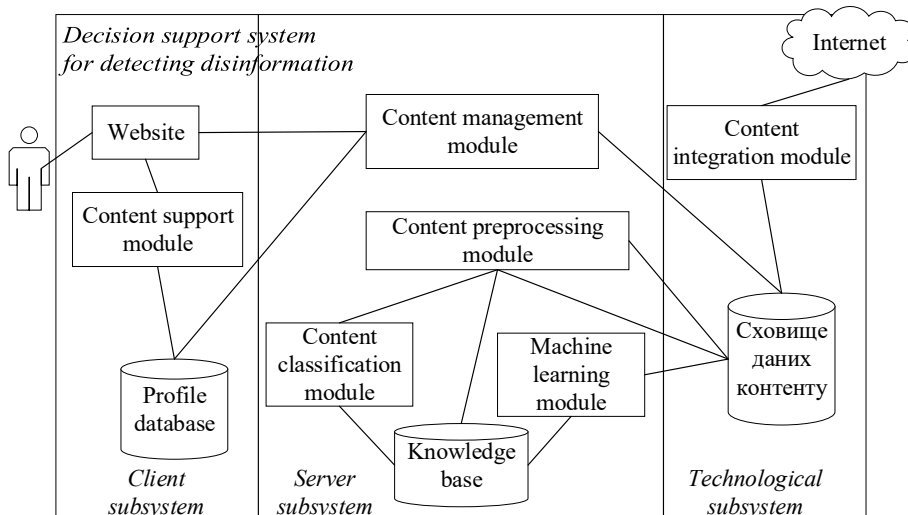 Decision support system
for detecting disinformation
Internet
Website
Content management
module
Content
integration module
Content support
module
Content preprocessing
module
Content
classification
module
Machine
learning
module
Сховище
даних
контенту
Profile
database
Knowledge
base
Client
subsystem
Server
subsystem
Technological
subsystem